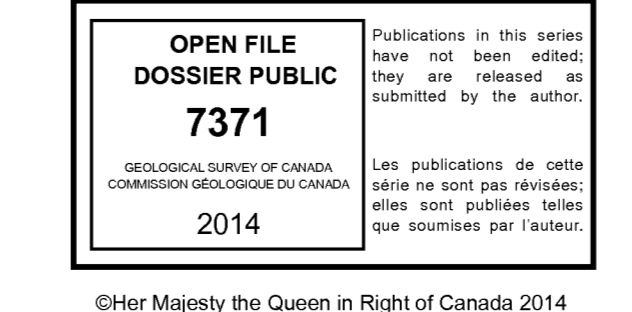 OPEN FILE
DOSSIER PUBLIC
7371
GEOLOGICAL SURVEY OF CANADA
COMMISSION GÉOLOGIQUE DU CANADA
2014
Publications in this series
have not been edited;
they are released as
submitted by the author.
Les publications de cette
série ne sont pas révisées;
elles sont publiées telles
que soumises par l'auteur.
©Her Majesty the Queen in Right of Canada 2014